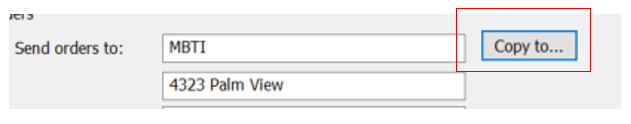 Send orders to:
MBTI
Copy to...
4323 Palm View